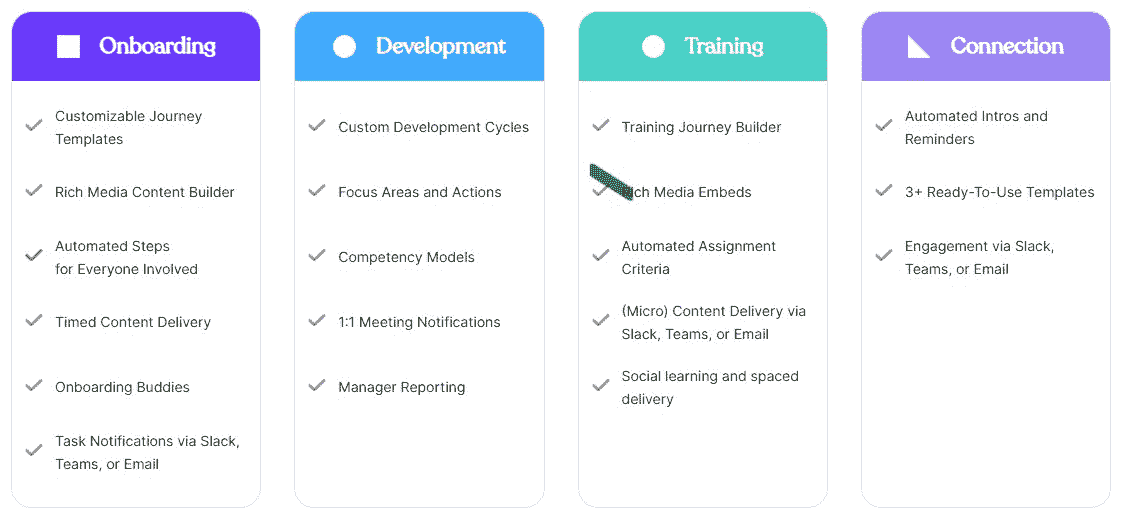 Onboarding
Customizable Journey
Templates
Rich Media Content Builder
Automated Steps
for Everyone Involved
Timed Content Delivery
Onboarding Buddies
Task Notifications via Slack,
Teams, or Email
Development
Custom Development Cycles
Focus Areas and Actions
Competency Models
1:1 Meeting Notifications
Manager Reporting
Training
Training Journey Builder
Media Embeds
Automated Assignment
Criteria
(Micro) Content Delivery via
Slack, Teams, or Email
Social learning and spaced
delivery
Connection
Automated Intros and
Reminders
3+ Ready-To-Use Templates
Engagement via Slack,
Teams, or Email